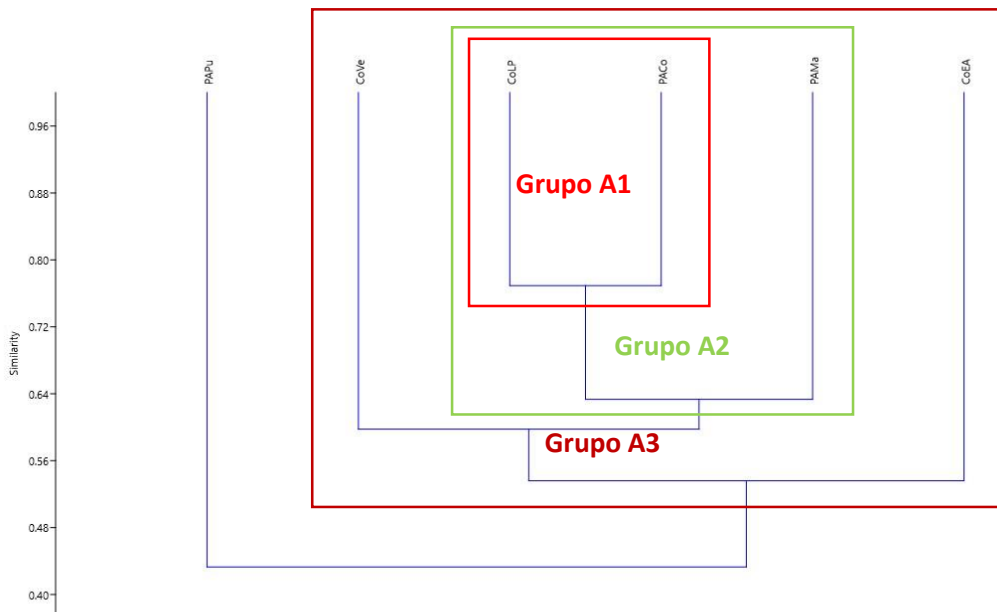 PAPu
CoVe
CoLP
PACo
PAMa
CoEA
0.96
0.88
0.80
0.72
0.64
0.56
0.48
0.40
Similarity
Grupo A1
Grupo A2
Grupo A3